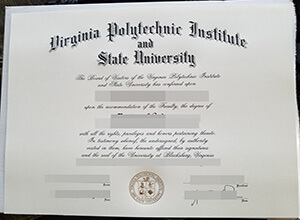 Virginia Polytechnic Institute
and
State University
The Board of Visitors of the Virginia Polytechnic Institute
and State University has conferred upon
upon the recommendation of the Faculty, the degree of
with all the rights, privileges and honors pertaining thereto.
In testimony whereof, the undersigned, by authority
vested in them, have hereunto affixed their signatures
and the seal of the University at Blacksburg, Virginia